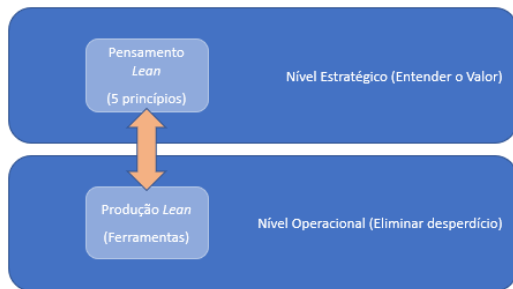 Pensamento
Lean
(5 princípios)
Nível Estratégico (Entender o Valor)
Produção Lean
(Ferramentas)
Nível Operacional (Eliminar desperdício)